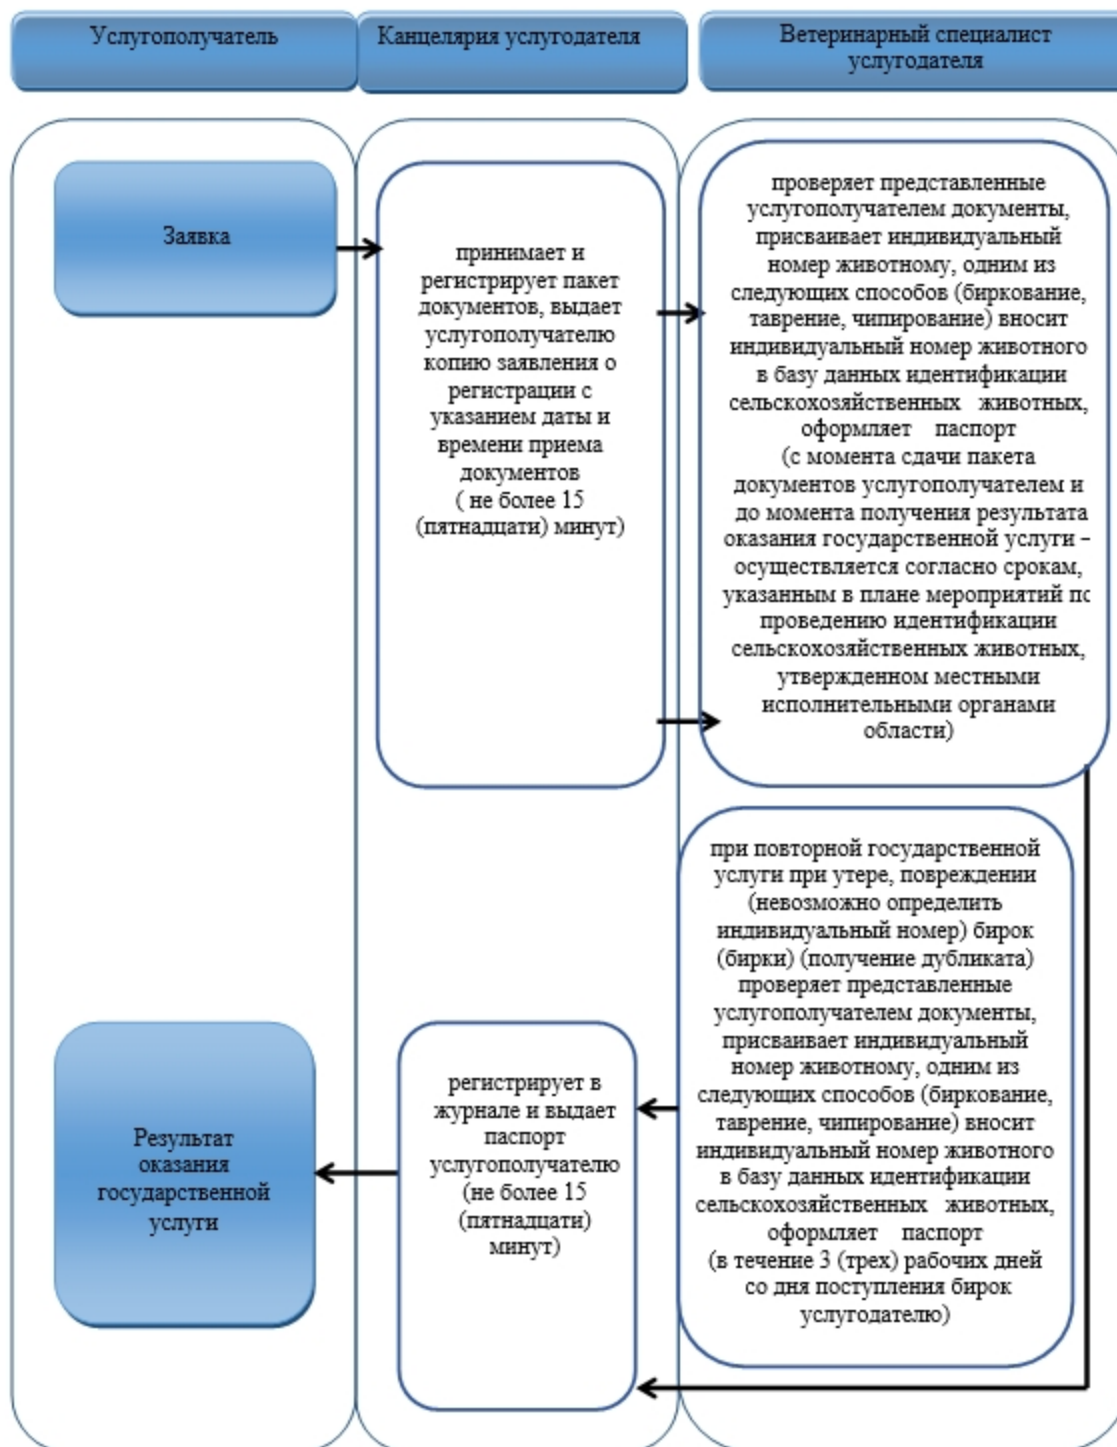 Услугополучатель
Канцелярия услугодателя
Ветеринарный специалист
услугодателя
Заявка
принимает и
регистрирует пакет
документов, выдает
услугополучателю
копию заявления о
регистрации с
указанием даты и
времени приема
документов
( не более 15
(пятнадцати) минут)
проверяет представленные
услугополучателем документы,
присваивает индивидуальный
номер животному, одним из
следующих способов (биркование,
таврение, чипирование) вносит
индивидуальный номер животного
в базу данных идентификации
сельскохозяйственных животных,
оформляет паспорт
(с момента сдачи пакета
документов услугополучателем и
до момента получения результата
оказания государственной услуги –
осуществляется согласно срокам,
указанным в плане мероприятий по
проведению идентификации
сельскохозяйственных животных,
утвержденном местными
исполнительными органами
области)
при повторной государственной
услуги при утере, повреждении
(невозможно определить
индивидуальный номер) бирок
(бирки) (получение дубликата)
проверяет представленные
услугополучателем документы,
присваивает индивидуальный
номер животному, одним из
следующих способов (биркование,
таврение, чипирование) вносит
индивидуальный номер животного
в базу данных идентификации
сельскохозяйственных животных,
оформляет паспорт
(в течение 3 (трех) рабочих дней
со дня поступления бирок
услугодателю)
регистрирует в
журнале и выдает
паспорт
услугополучателю
(не более 15
(пятнадцати)
минут)
Результат
оказания
государственной
услуги